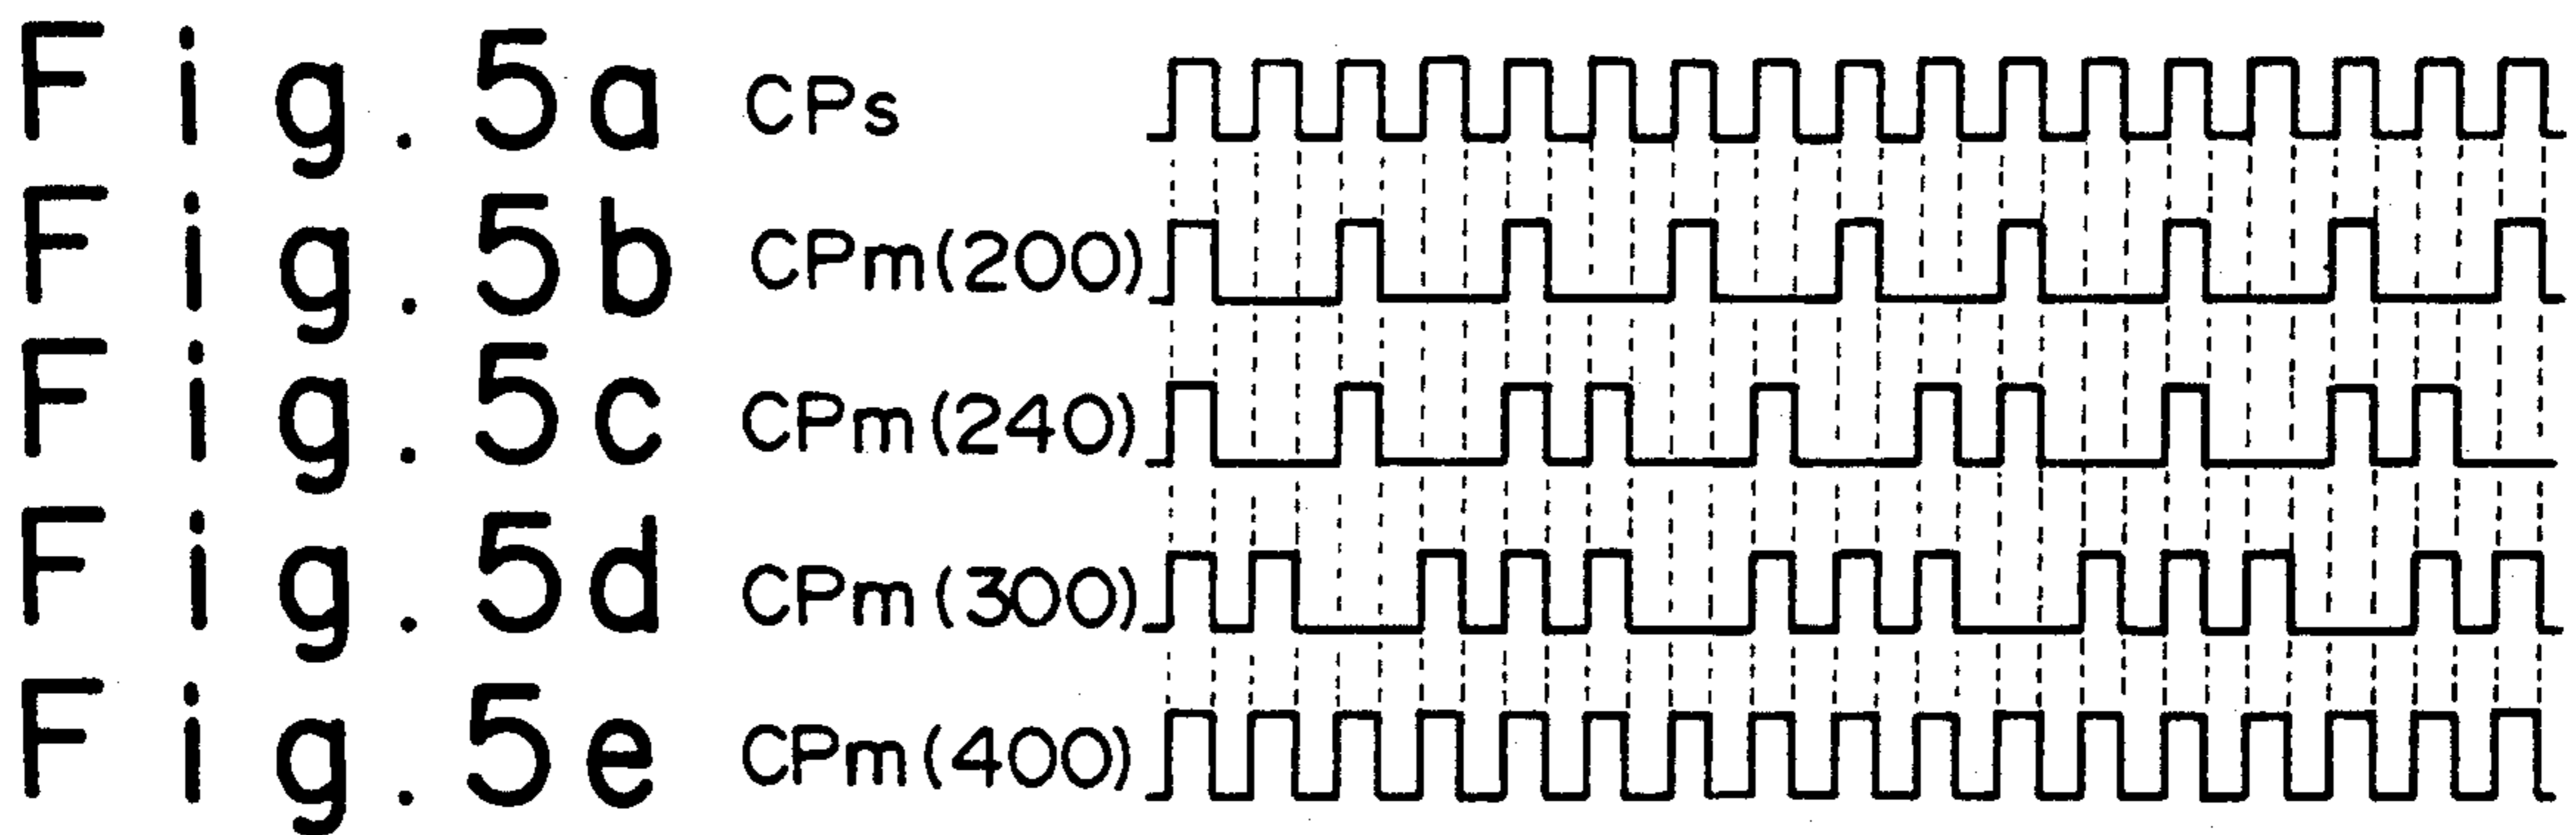 Fig.5a CPs
Fig.5b CPm(200)
Fig.5c CPm(240)
Fig.5d CPm(300)
Fig.5e CPm(400)